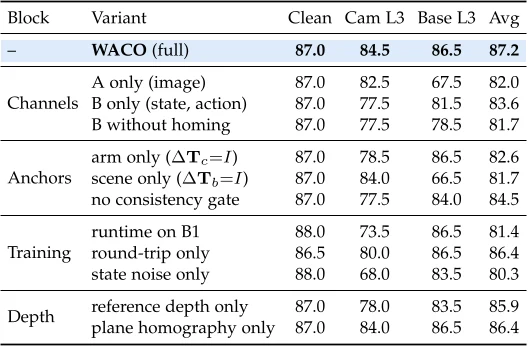 Block Variant Clean Cam L3 Base L3 Avg
– WACO (full) 87.0 84.5 86.5 87.2
A only (image) 87.0 82.5 67.5 82.0
Channels B only (state, action) 87.0 77.5 81.5 83.6
B without homing 87.0 77.5 78.5 81.7
arm only (ΔT_c=I) 87.0 78.5 86.5 82.6
Anchors scene only (ΔT_b=I) 87.0 84.0 66.5 81.7
no consistency gate 87.0 77.5 84.0 84.5
runtime on B1 88.0 73.5 86.5 81.4
Training round-trip only 86.5 80.0 86.5 86.4
state noise only 88.0 68.0 83.5 80.3
Depth reference depth only 87.0 78.0 83.5 85.9
plane homography only 87.0 84.0 86.5 86.4